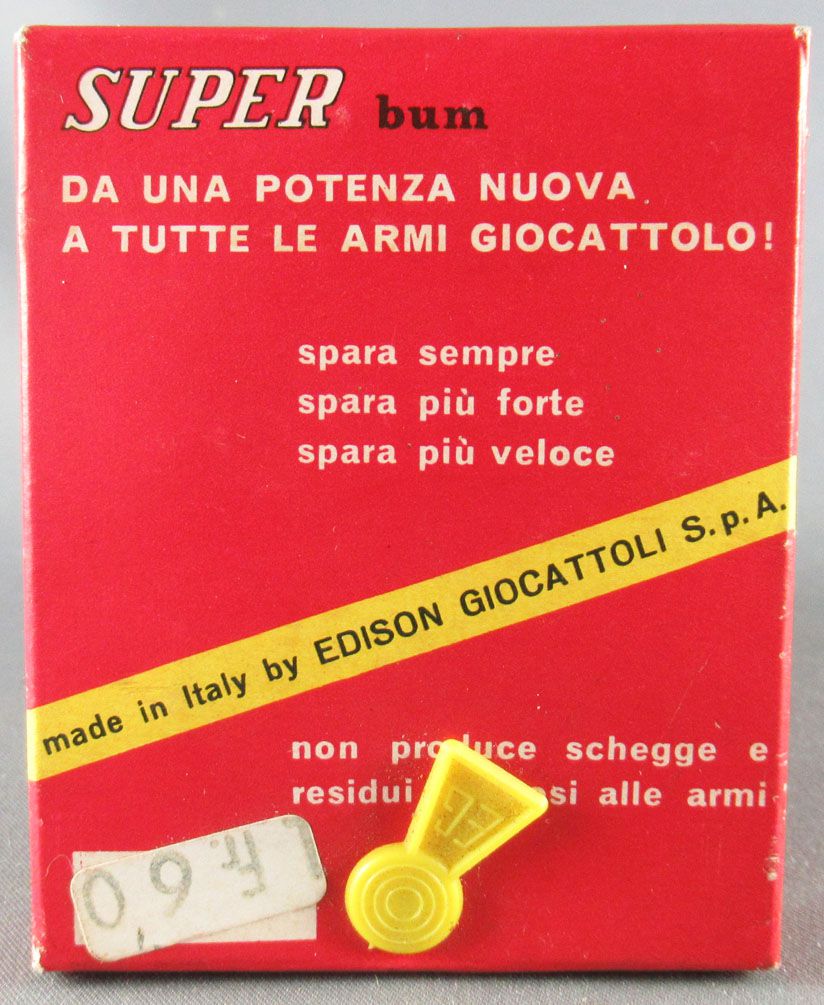 SUPER bum
DA UNA POTENZA NUOVA
A TUTTE LE ARMI GIOCATTOLO!
spara sempre
spara più forte
spara più veloce
made in Italy by EDISON GIOCATTOLI S.p.A.
non produce schegge e
residui alle armi